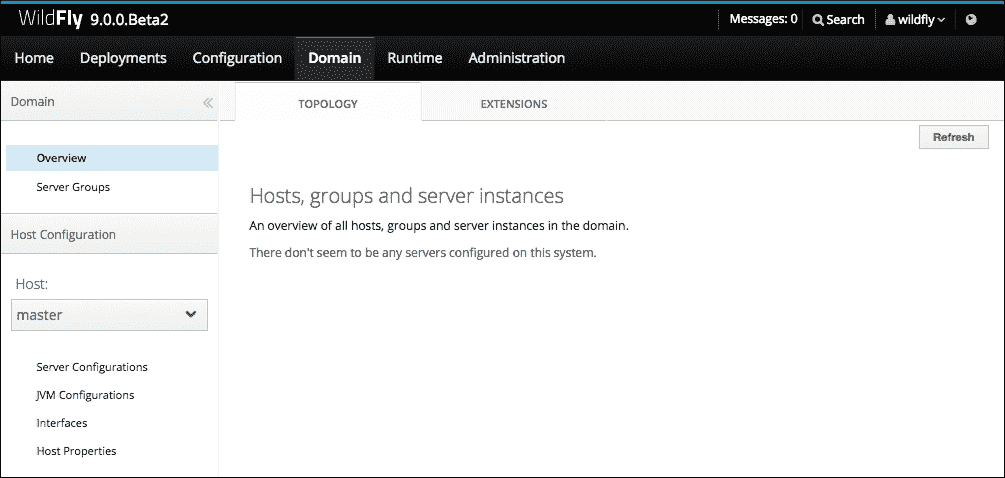 WildFly 9.0.0.Beta2
Messages: 0 Search wildfly
Home Deployments Configuration Domain Runtime Administration
Domain
TOPOLOGY EXTENSIONS
Refresh
Overview
Server Groups
Hosts, groups and server instances
An overview of all hosts, groups and server instances in the domain.
There don't seem to be any servers configured on this system.
Host Configuration
Host:
master
Server Configurations
JVM Configurations
Interfaces
Host Properties